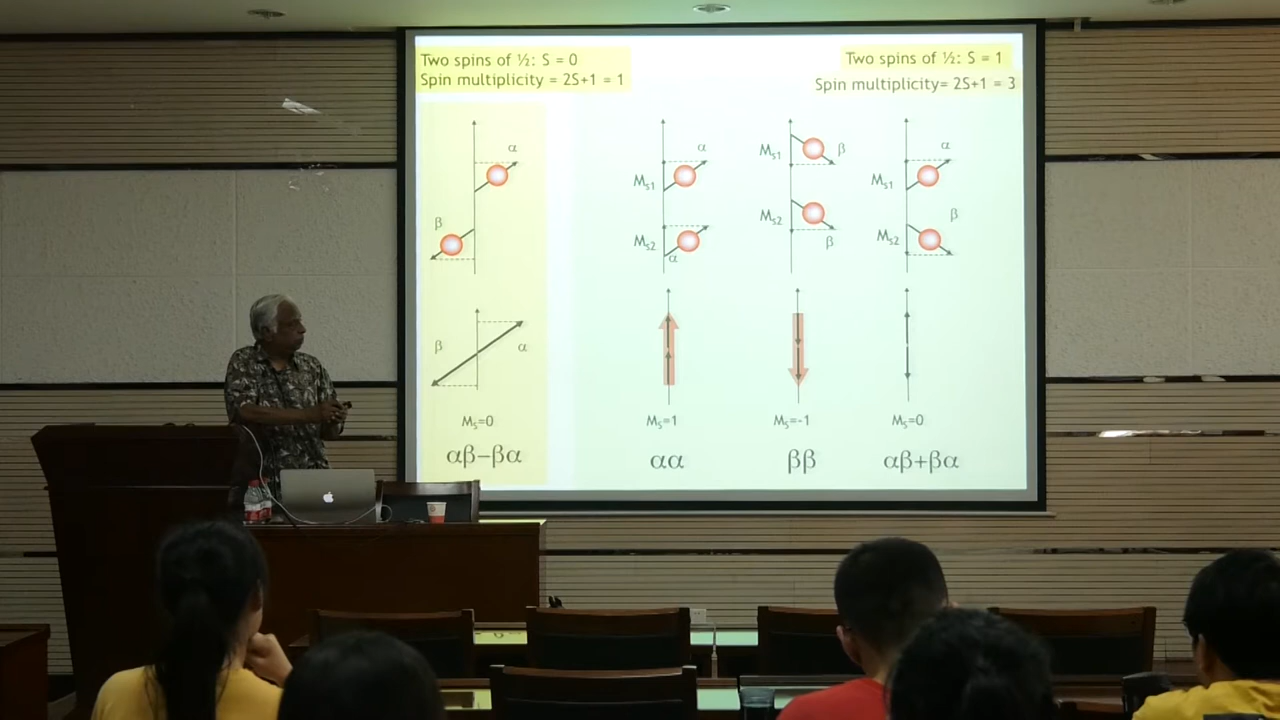 Two spins of ½: S = 0
Spin multiplicity = 2S+1 = 1
Two spins of ½: S = 1
Spin multiplicity= 2S+1 = 3
α
β
β
α
Ms=0
αβ−βα
α
Ms1
Ms2
α
Ms=1
αα
Ms1
β
Ms2
β
Ms=-1
ββ
α
Ms1
β
Ms2
Ms=0
αβ+βα